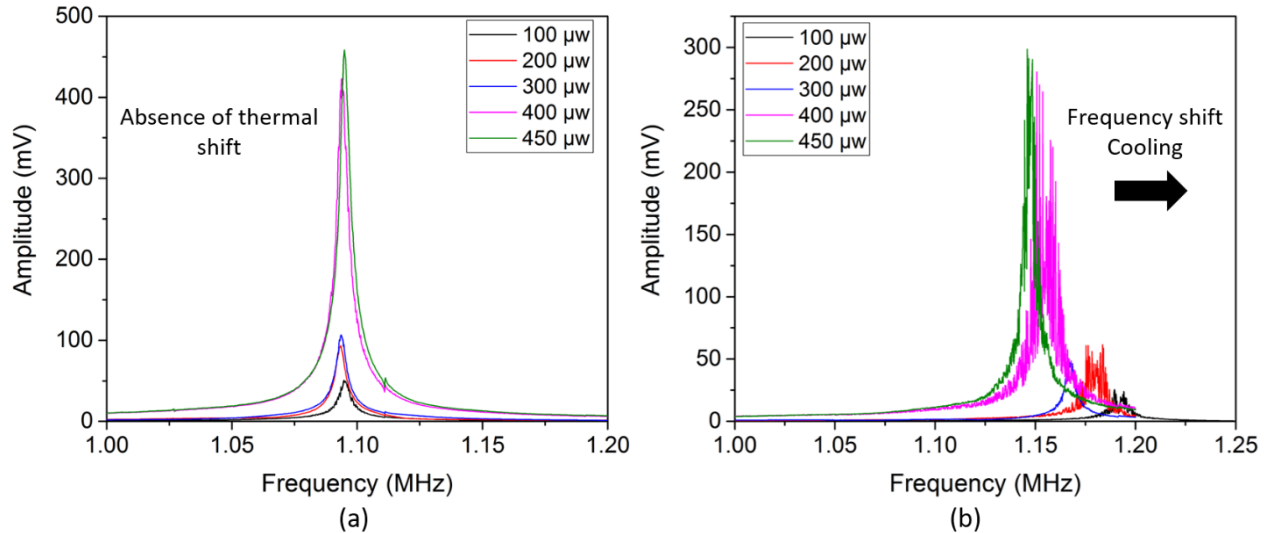 500
400
300
200
100
0
Amplitude (mV)
1.00
1.05
1.10
1.15
1.20
Frequency (MHz)
Absence of thermal
shift
100 µw
200 µw
300 µw
400 µw
450 µw
(a)
300
250
200
150
100
50
0
Amplitude (mV)
1.00
1.05
1.10
1.15
1.20
1.25
Frequency (MHz)
100 µw
200 µw
300 µw
400 µw
450 µw
Frequency shift
Cooling
(b)